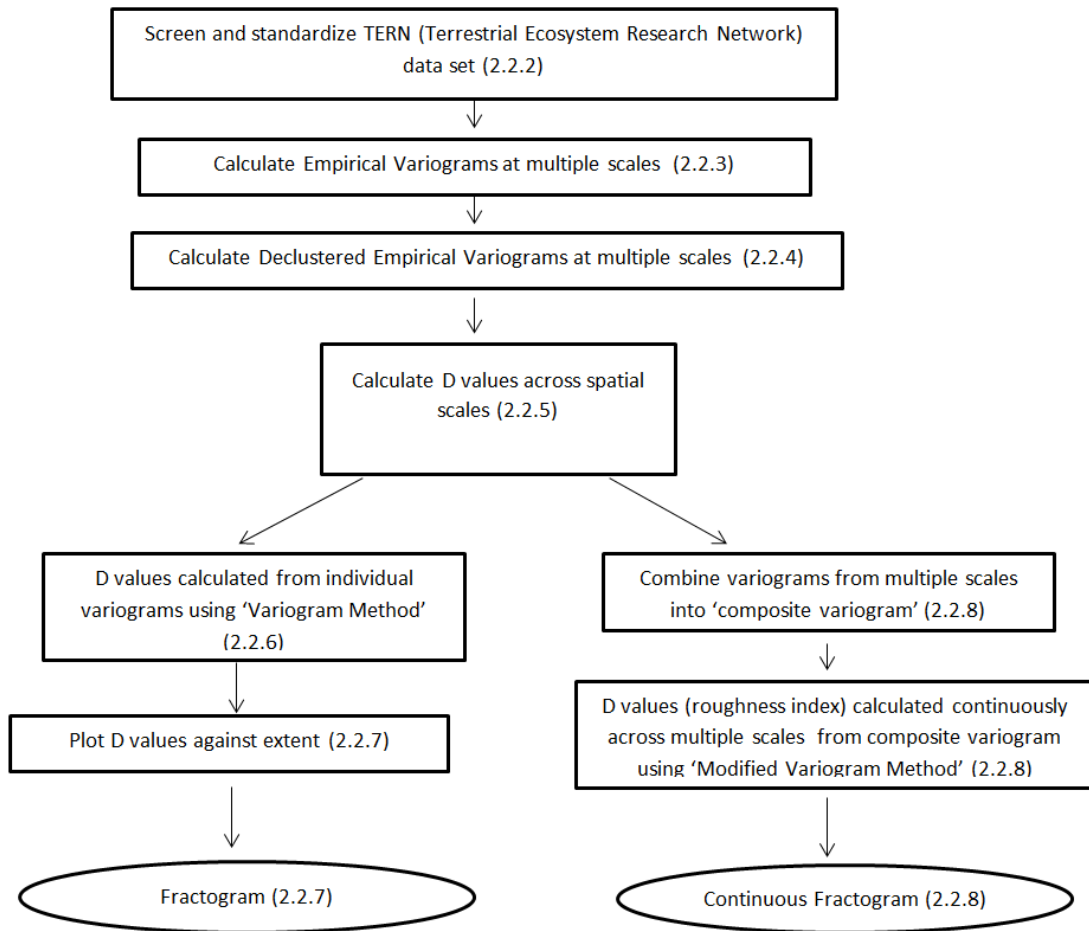 Screen and standardize TERN (Terrestrial Ecosystem Research Network)
data set (2.2.2)
Calculate Empirical Variograms at multiple scales (2.2.3)
Calculate Declustered Empirical Variograms at multiple scales (2.2.4)
Calculate D values across spatial
scales (2.2.5)
D values calculated from individual
variograms using ‘Variogram Method’
(2.2.6)
Plot D values against extent (2.2.7)
Fractogram (2.2.7)
Combine variograms from multiple scales
into ‘composite variogram’ (2.2.8)
D values (roughness index) calculated continuously
across multiple scales from composite variogram
using ‘Modified Variogram Method’ (2.2.8)
Continuous Fractogram (2.2.8)